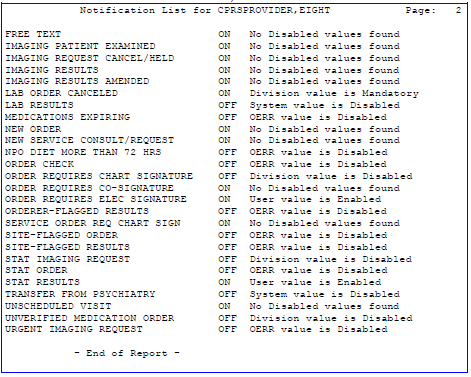 Notification List for CPRSPROVIDER,EIGHT Page: 2
FREE TEXT ON No Disabled values found
IMAGING PATIENT EXAMINED ON No Disabled values found
IMAGING REQUEST CANCEL/HELD ON No Disabled values found
IMAGING RESULTS ON No Disabled values found
IMAGING RESULTS AMENDED ON No Disabled values found
LAB ORDER CANCELED ON Division value is Mandatory
LAB RESULTS OFF System value is Disabled
MEDICATIONS EXPIRING OFF OERR value is Disabled
NEW ORDER ON No Disabled values found
NEW SERVICE CONSULT/REQUEST ON No Disabled values found
NPO DIET MORE THAN 72 HRS OFF OERR value is Disabled
ORDER CHECK OFF OERR value is Disabled
ORDER REQUIRES CHART SIGNATURE OFF Division value is Disabled
ORDER REQUIRES CO-SIGNATURE ON No Disabled values found
ORDER REQUIRES ELEC SIGNATURE ON User value is Enabled
ORDERER-FLAGGED RESULTS OFF OERR value is Disabled
SERVICE ORDER REQ CHART SIGN ON No Disabled values found
SITE-FLAGGED ORDER OFF OERR value is Disabled
SITE-FLAGGED RESULTS OFF OERR value is Disabled
STAT IMAGING REQUEST OFF Division value is Disabled
STAT ORDER OFF OERR value is Disabled
STAT RESULTS ON User value is Enabled
TRANSFER FROM PSYCHIATRY OFF System value is Disabled
UNSCHEDULED VISIT ON No Disabled values found
UNVERIFIED MEDICATION ORDER OFF Division value is Disabled
URGENT IMAGING REQUEST OFF OERR value is Disabled
- End of Report -